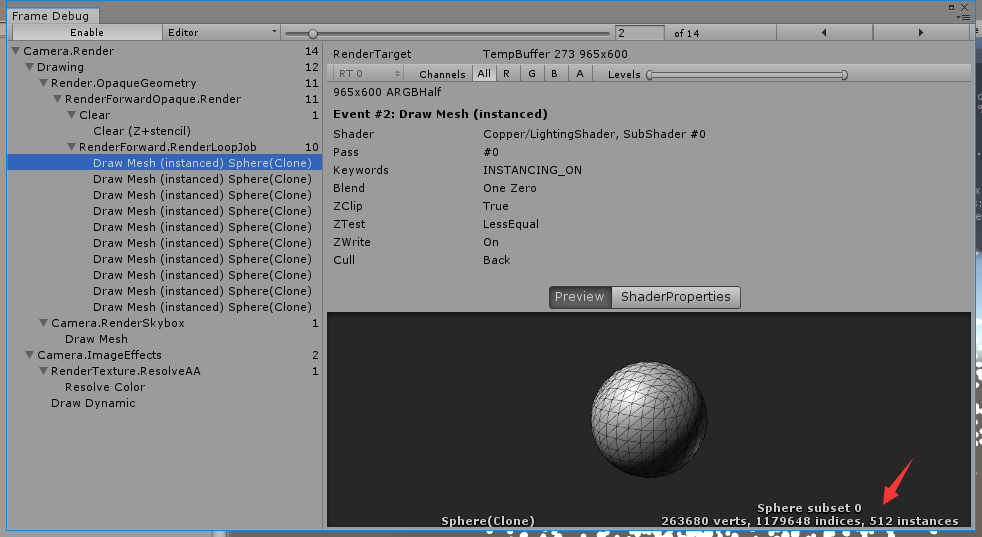 Frame Debug
Enable Editor 2 of 14
Camera.Render 14
Drawing 12
Render.OpaqueGeometry 11
RenderForwardOpaque.Render 11
Clear 1
Clear (Z+stencil)
RenderForward.RenderLoopJob 10
Draw Mesh (instanced) Sphere(Clone)
Draw Mesh (instanced) Sphere(Clone)
Draw Mesh (instanced) Sphere(Clone)
Draw Mesh (instanced) Sphere(Clone)
Draw Mesh (instanced) Sphere(Clone)
Draw Mesh (instanced) Sphere(Clone)
Draw Mesh (instanced) Sphere(Clone)
Draw Mesh (instanced) Sphere(Clone)
Draw Mesh (instanced) Sphere(Clone)
Draw Mesh (instanced) Sphere(Clone)
Camera.RenderSkybox 1
Draw Mesh
Camera.ImageEffects 2
RenderTexture.ResolveAA 1
Resolve Color
Draw Dynamic
RenderTarget TempBuffer 273 965x600
RT 0 Channels All R G B A Levels
965x600 ARGBHalf
Event #2: Draw Mesh (instanced)
Shader Copper/LightingShader, SubShader #0
Pass #0
Keywords INSTANCING_ON
Blend One Zero
ZClip True
ZTest LessEqual
ZWrite On
Cull Back
Preview ShaderProperties
Sphere subset 0
Sphere(Clone) 263680 verts, 1179648 indices, 512 instances